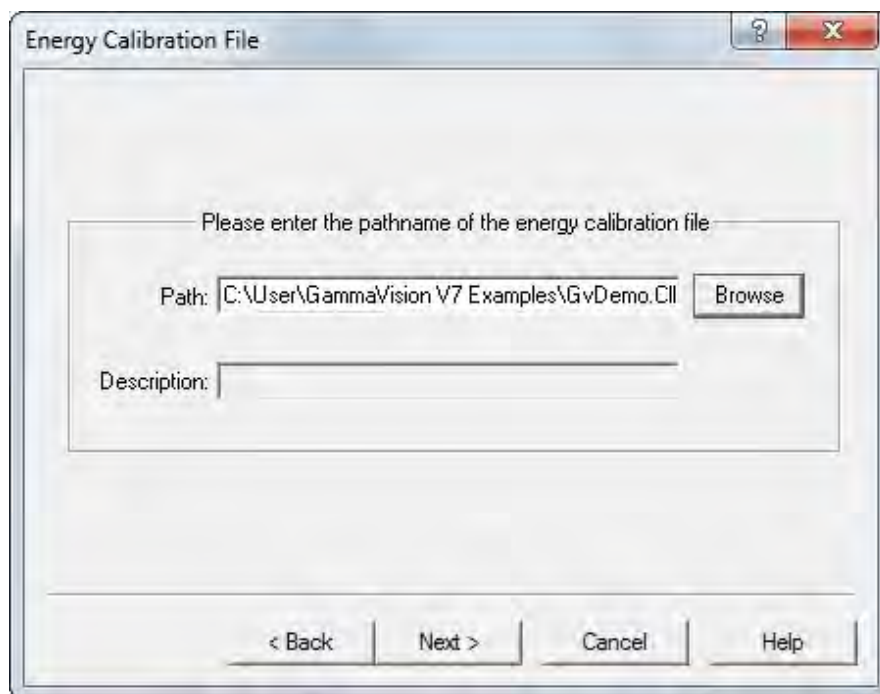 Energy Calibration File
?
Please enter the pathname of the energy calibration file
Path: C:\User\GammaVision V7 Examples\GvDemo.Cll Browse
Description:
< Back Next > Cancel Help